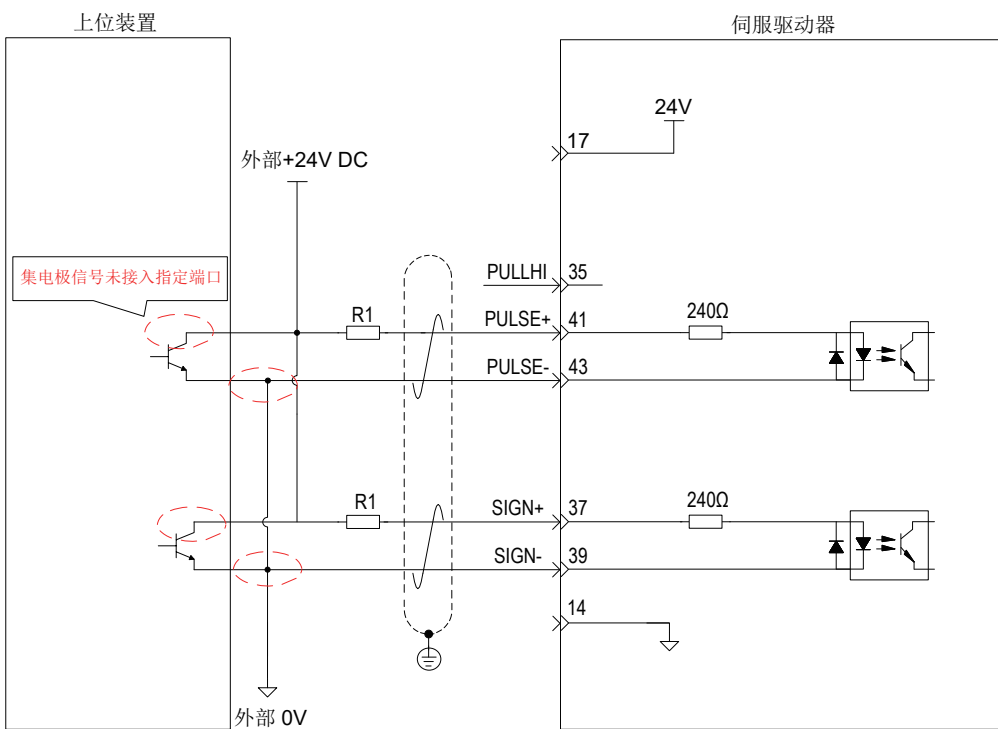 上位装置
伺服驱动器
24V
17
外部+24V DC
集电极信号未接入指定端口
PULLHI
35
R1
PULSE+
41
240Ω
PULSE-
43
R1
SIGN+
37
240Ω
SIGN-
39
14
外部 0V